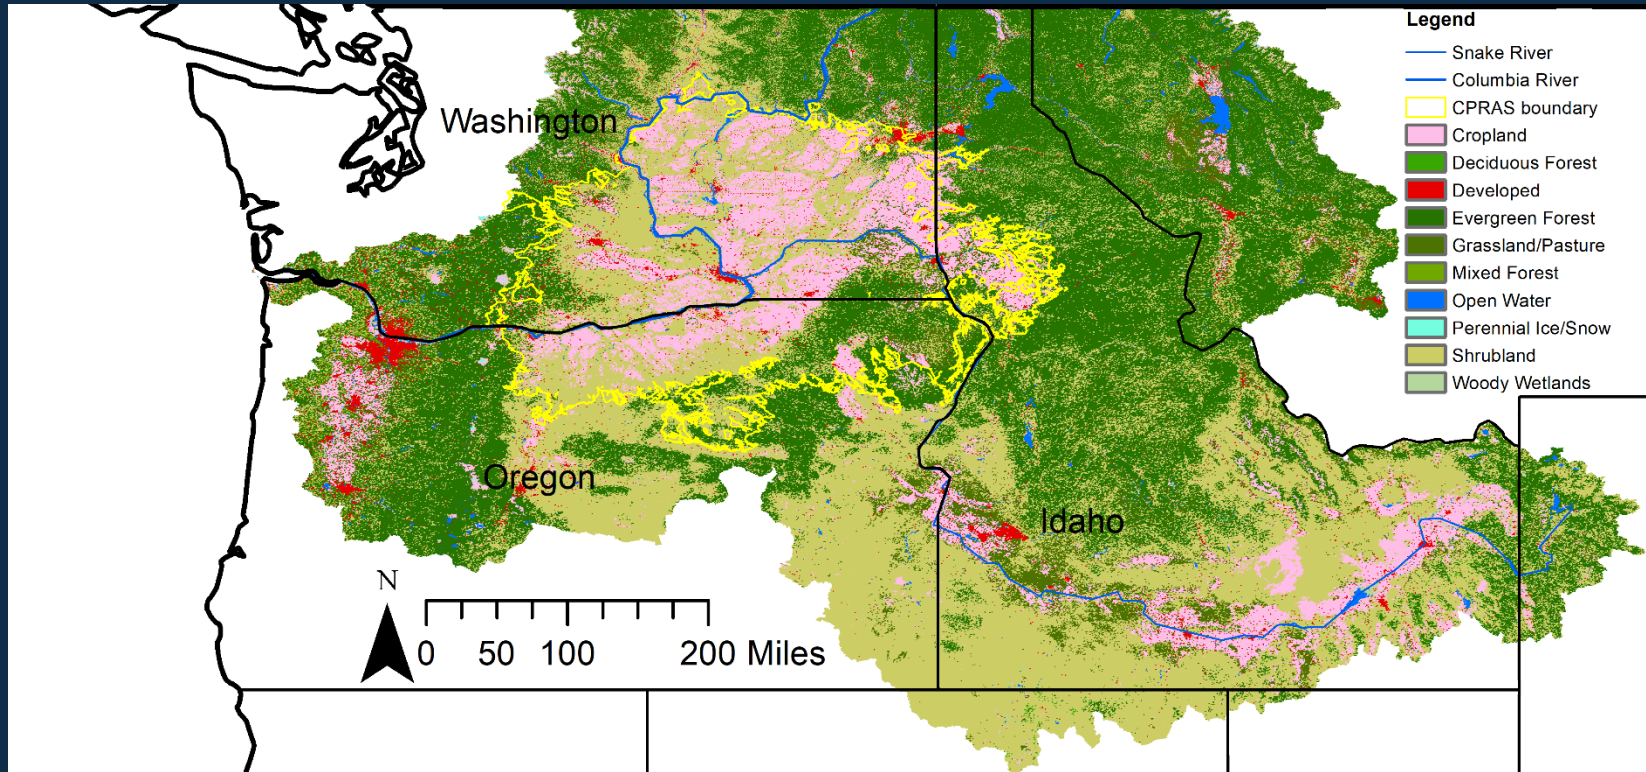 Legend
Snake River
Columbia River
CPRAS boundary
Cropland
Deciduous Forest
Developed
Evergreen Forest
Grassland/Pasture
Mixed Forest
Open Water
Perennial Ice/Snow
Shrubland
Woody Wetlands
Washington
Oregon
Idaho
N
0 50 100 200 Miles